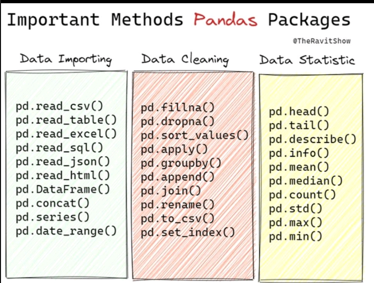 Important Methods Pandas Packages
@TheRavitShow
Data Importing
pd.read_csv()
pd.read_table()
pd.read_excel()
pd.read_sql()
pd.read_json()
pd.read_html()
pd.DataFrame()
pd.concat()
pd.series()
pd.date_range()
Data Cleaning
pd.fillna()
pd.dropna()
pd.sort_values()
pd.apply()
pd.groupby()
pd.append()
pd.join()
pd.rename()
pd.to_csv()
pd.set_index()
Data Statistic
pd.head()
pd.tail()
pd.describe()
pd.info()
pd.mean()
pd.median()
pd.count()
pd.std()
pd.max()
pd.min()